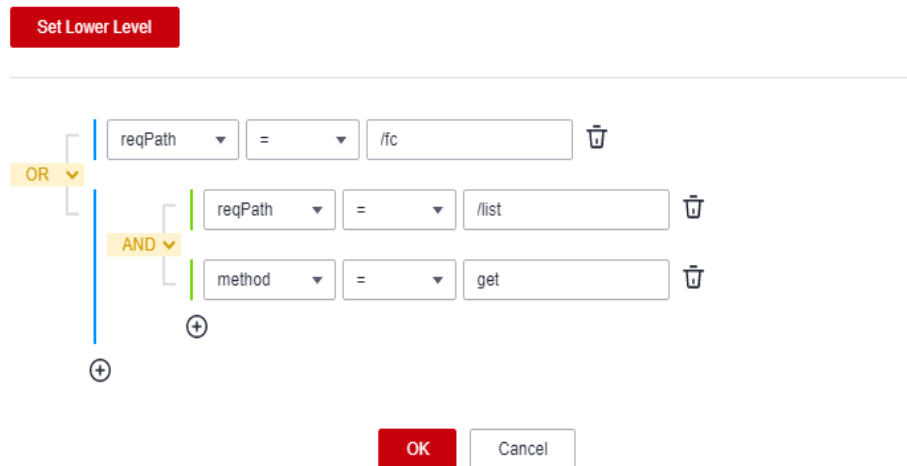 Set Lower Level
reqPath = /fc
OR
reqPath = /list
AND
method = get
OK Cancel